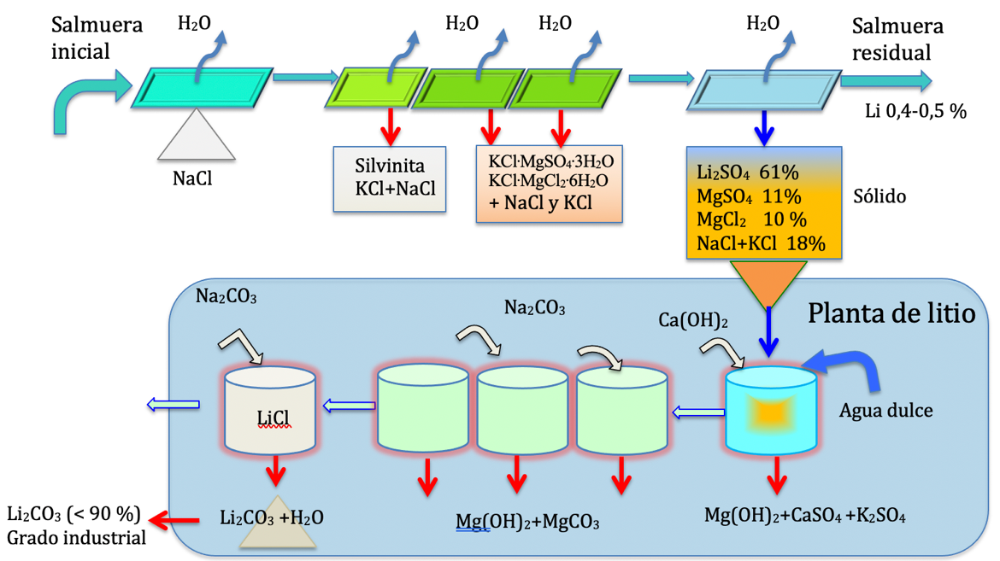 Salmuera
inicial
H₂O
H₂O
H₂O
H₂O
Salmuera
residual
Li 0,4-0,5 %
NaCl
Silvinita
KCl+NaCl
KCl·MgSO₄·3H₂O
KCl·MgCl₂·6H₂O
+ NaCl y KCl
Li₂SO₄ 61%
MgSO₄ 11%
MgCl₂ 10 %
NaCl+KCl 18%
Sólido
Planta de litio
Na₂CO₃
Na₂CO₃
Ca(OH)₂
LiCl
Agua dulce
Li₂CO₃ (< 90 %)
Grado industrial
Li₂CO₃ +H₂O
Mg(OH)₂+MgCO₃
Mg(OH)₂+CaSO₄ +K₂SO₄